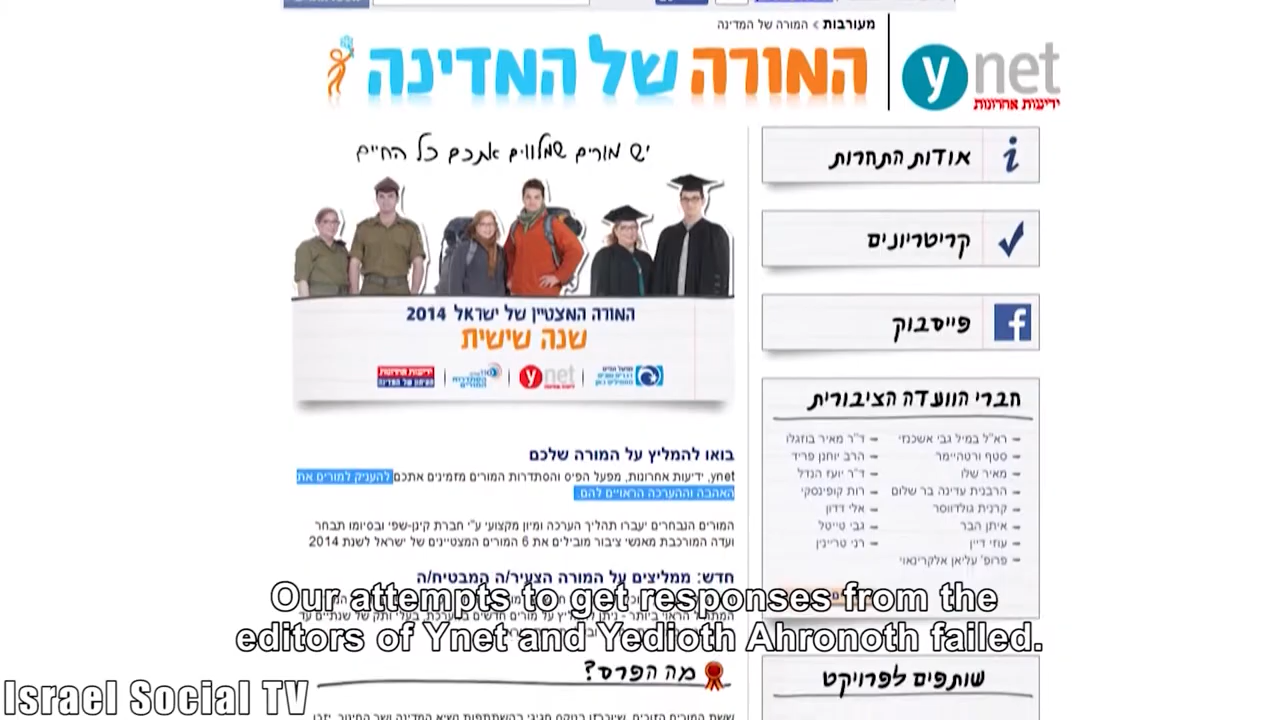 מעורבות > המורה של המדינה
המורה של המדינה
ynet
ידיעות אחרונות
יש מורים שמלווים אתכם כל החיים
המורה המצטיין של ישראל 2014
שנה שישית
ידיעות אחרונות
הסתדרות המורים
ynet
בואו להמליץ על המורה שלכם
ynet, ידיעות אחרונות, מפעל הפיס והסתדרות המורים מזמינים אתכם להעניק למורים את
האהבה וההערכה הראויים להם.
המורים הנבחרים יעברו תהליך הערכה ומיון מקצועי ע"י חברת קינן-שפי ובסיומו תבחר
ועדה המורכבת מאנשי ציבור מובילים את 6 המורים המצטיינים של ישראל לשנת 2014
חדש: ממליצים על המורה הצעיר/ה המבטיח/ה
מה הפרס?
אודות התחרות
קריטריונים
פייסבוק
חברי הוועדה הציבורית
רא"ל במיל גבי אשכנזי
סטף ורטהיימר
מאיר שלו
הרבנית עדינה בר שלום
קרנית גולדווסר
איתן הבר
עוזי דיין
פרופ' עליאן אלקרינאוי
ד"ר מאיר בוזגלו
הרב יוחנן פריד
ד"ר יועז הנדל
רות קופינסקי
אלי דדון
גבי טייטל
רני טריינין
שותפים לפרויקט
Our attempts to get responses from the
editors of Ynet and Yedioth Ahronoth failed.
Israel Social TV